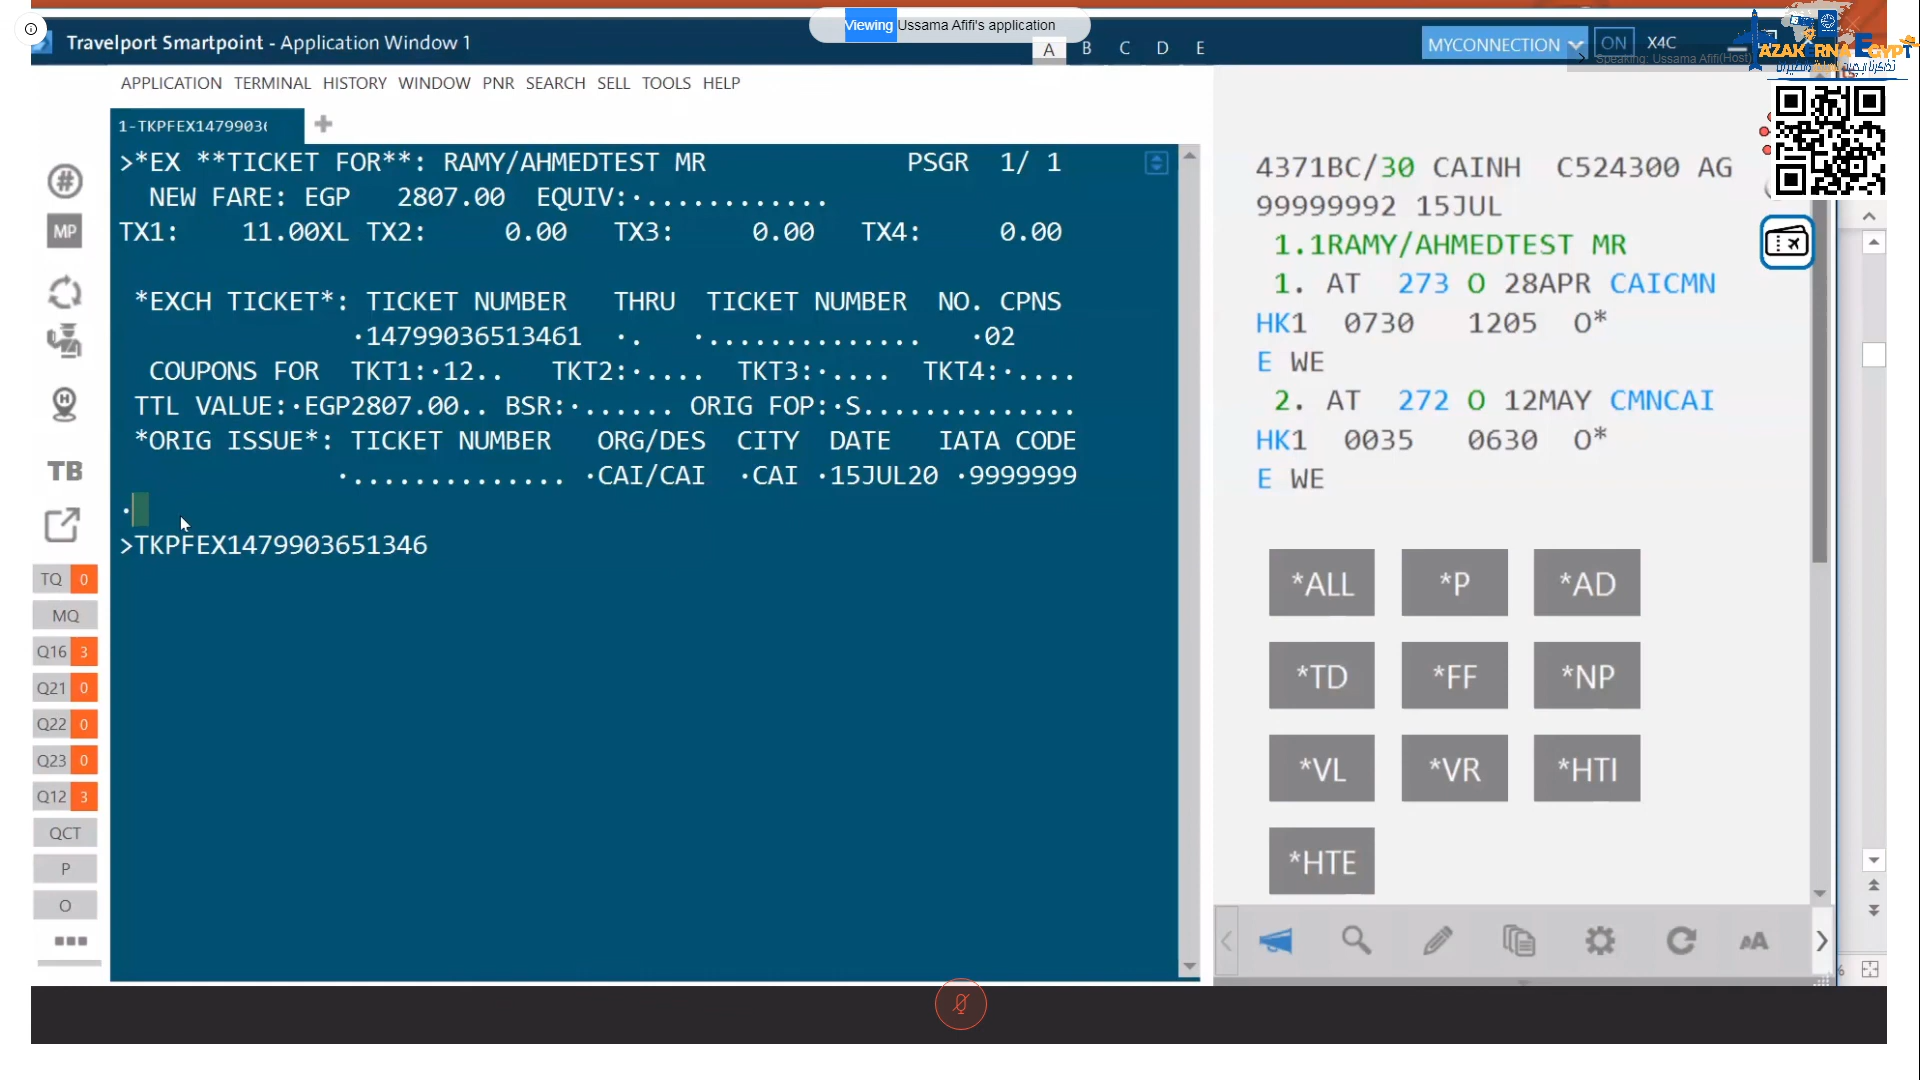 Viewing Ussama Afifi's application
Travelport Smartpoint - Application Window 1
A B C D E
MYCONNECTION ON X4C
Speaking: Ussama Afifi(Host)
APPLICATION TERMINAL HISTORY WINDOW PNR SEARCH SELL TOOLS HELP
1-TKPFEX14799036
>*EX **TICKET FOR**: RAMY/AHMEDTEST MR PSGR 1/ 1
NEW FARE: EGP 2807.00 EQUIV:·............
TX1: 11.00XL TX2: 0.00 TX3: 0.00 TX4: 0.00
*EXCH TICKET*: TICKET NUMBER THRU TICKET NUMBER NO. CPNS
·14799036513461 ·. ·.............. ·02
COUPONS FOR TKT1:·12.. TKT2:·.... TKT3:·.... TKT4:·....
TTL VALUE:·EGP2807.00.. BSR:·...... ORIG FOP:·S..............
*ORIG ISSUE*: TICKET NUMBER ORG/DES CITY DATE IATA CODE
·.............. ·CAI/CAI ·CAI ·15JUL20 ·9999999
·
>TKPFEX1479903651346
MP
TB
TQ 0
MQ
Q16 3
Q21 0
Q22 0
Q23 0
Q12 3
QCT
P
O
4371BC/30 CAINH C524300 AG
99999992 15JUL
1.1RAMY/AHMEDTEST MR
1. AT 273 O 28APR CAICMN
HK1 0730 1205 O*
E WE
2. AT 272 O 12MAY CMNCAI
HK1 0035 0630 O*
E WE
*ALL *P *AD
*TD *FF *NP
*VL *VR *HTI
*HTE
AA